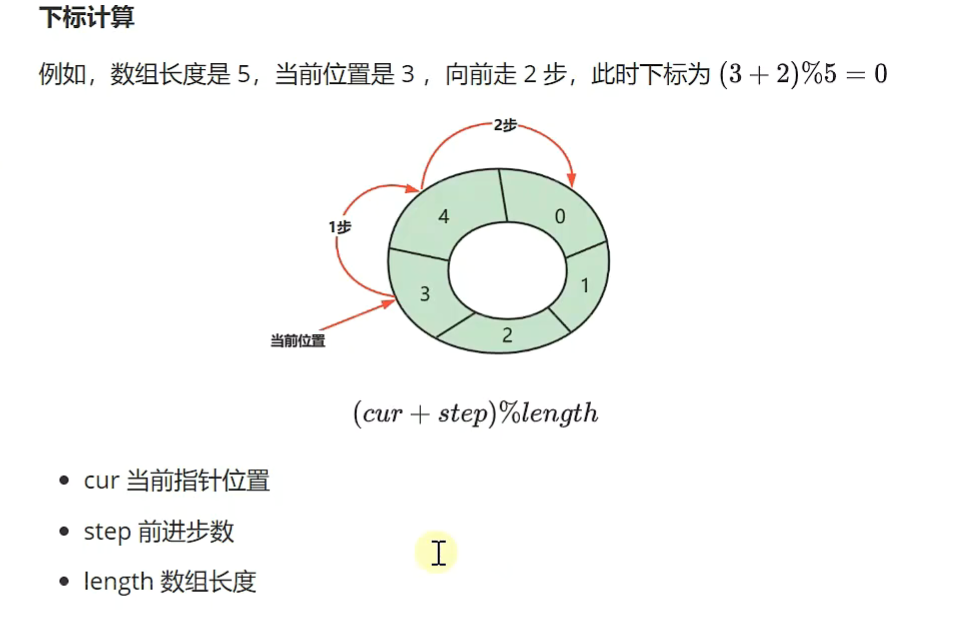 下标计算
例如，数组长度是 5，当前位置是 3 ，向前走 2 步，此时下标为 (3 + 2)%5 = 0
2步
4
0
1步
3
1
当前位置
2
(cur + step)%length
• cur 当前指针位置
• step 前进步数
• length 数组长度